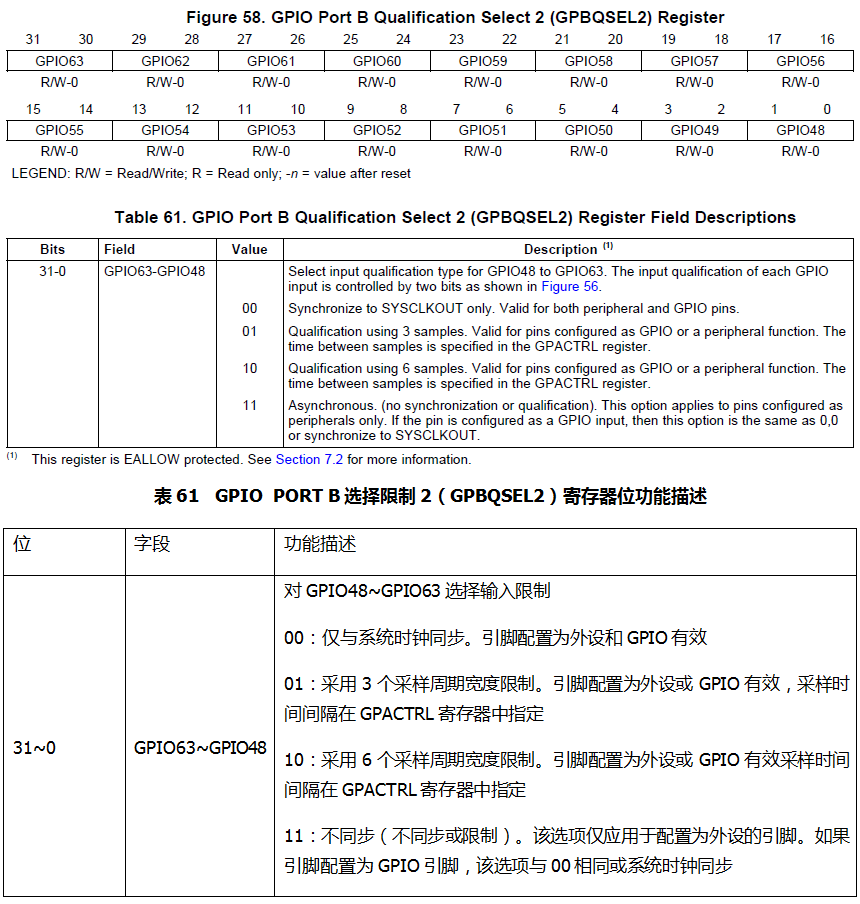 Figure 58. GPIO Port B Qualification Select 2 (GPBQSEL2) Register
31 30 29 28 27 26 25 24 23 22 21 20 19 18 17 16
GPIO63 GPIO62 GPIO61 GPIO60 GPIO59 GPIO58 GPIO57 GPIO56
R/W-0 R/W-0 R/W-0 R/W-0 R/W-0 R/W-0 R/W-0 R/W-0
15 14 13 12 11 10 9 8 7 6 5 4 3 2 1 0
GPIO55 GPIO54 GPIO53 GPIO52 GPIO51 GPIO50 GPIO49 GPIO48
R/W-0 R/W-0 R/W-0 R/W-0 R/W-0 R/W-0 R/W-0 R/W-0
LEGEND: R/W = Read/Write; R = Read only; -n = value after reset
Table 61. GPIO Port B Qualification Select 2 (GPBQSEL2) Register Field Descriptions
Bits Field Value Description (1)
31-0 GPIO63-GPIO48 Select input qualification type for GPIO48 to GPIO63. The input qualification of each GPIO
input is controlled by two bits as shown in Figure 56.
00 Synchronize to SYSCLKOUT only. Valid for both peripheral and GPIO pins.
01 Qualification using 3 samples. Valid for pins configured as GPIO or a peripheral function. The
time between samples is specified in the GPACTRL register.
10 Qualification using 6 samples. Valid for pins configured as GPIO or a peripheral function. The
time between samples is specified in the GPACTRL register.
11 Asynchronous. (no synchronization or qualification). This option applies to pins configured as
peripherals only. If the pin is configured as a GPIO input, then this option is the same as 0,0
or synchronize to SYSCLKOUT.
(1) This register is EALLOW protected. See Section 7.2 for more information.
表 61 GPIO PORT B 选择限制 2（GPBQSEL2）寄存器位功能描述
位 字段 功能描述
对 GPIO48~GPIO63 选择输入限制
00：仅与系统时钟同步。引脚配置为外设和 GPIO 有效
01：采用 3 个采样周期宽度限制。引脚配置为外设或 GPIO 有效，采样时
间间隔在 GPACTRL 寄存器中指定
31~0 GPIO63~GPIO48
10：采用 6 个采样周期宽度限制。引脚配置为外设或 GPIO 有效采样时间
间隔在 GPACTRL 寄存器中指定
11：不同步（不同步或限制）。该选项仅应用于配置为外设的引脚。如果
引脚配置为 GPIO 引脚，该选项与 00 相同或系统时钟同步